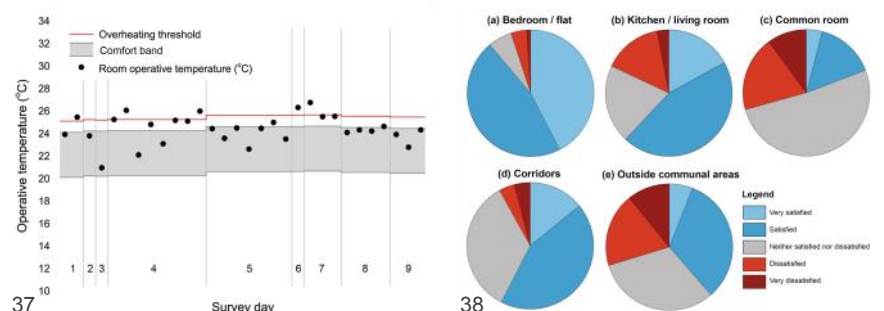 34
32
30
28
26
24
22
20
18
16
14
12
10
Operative temperature (°C)
Overheating threshold
Comfort band
Room operative temperature (°C)
1 2 3 4 5 6 7 8 9
Survey day
37
(a) Bedroom / flat
(b) Kitchen / living room
(c) Common room
(d) Corridors
(e) Outside communal areas
Legend
Very satisfied
Satisfied
Neither satisfied nor dissatisfied
Dissatisfied
Very dissatisfied
38